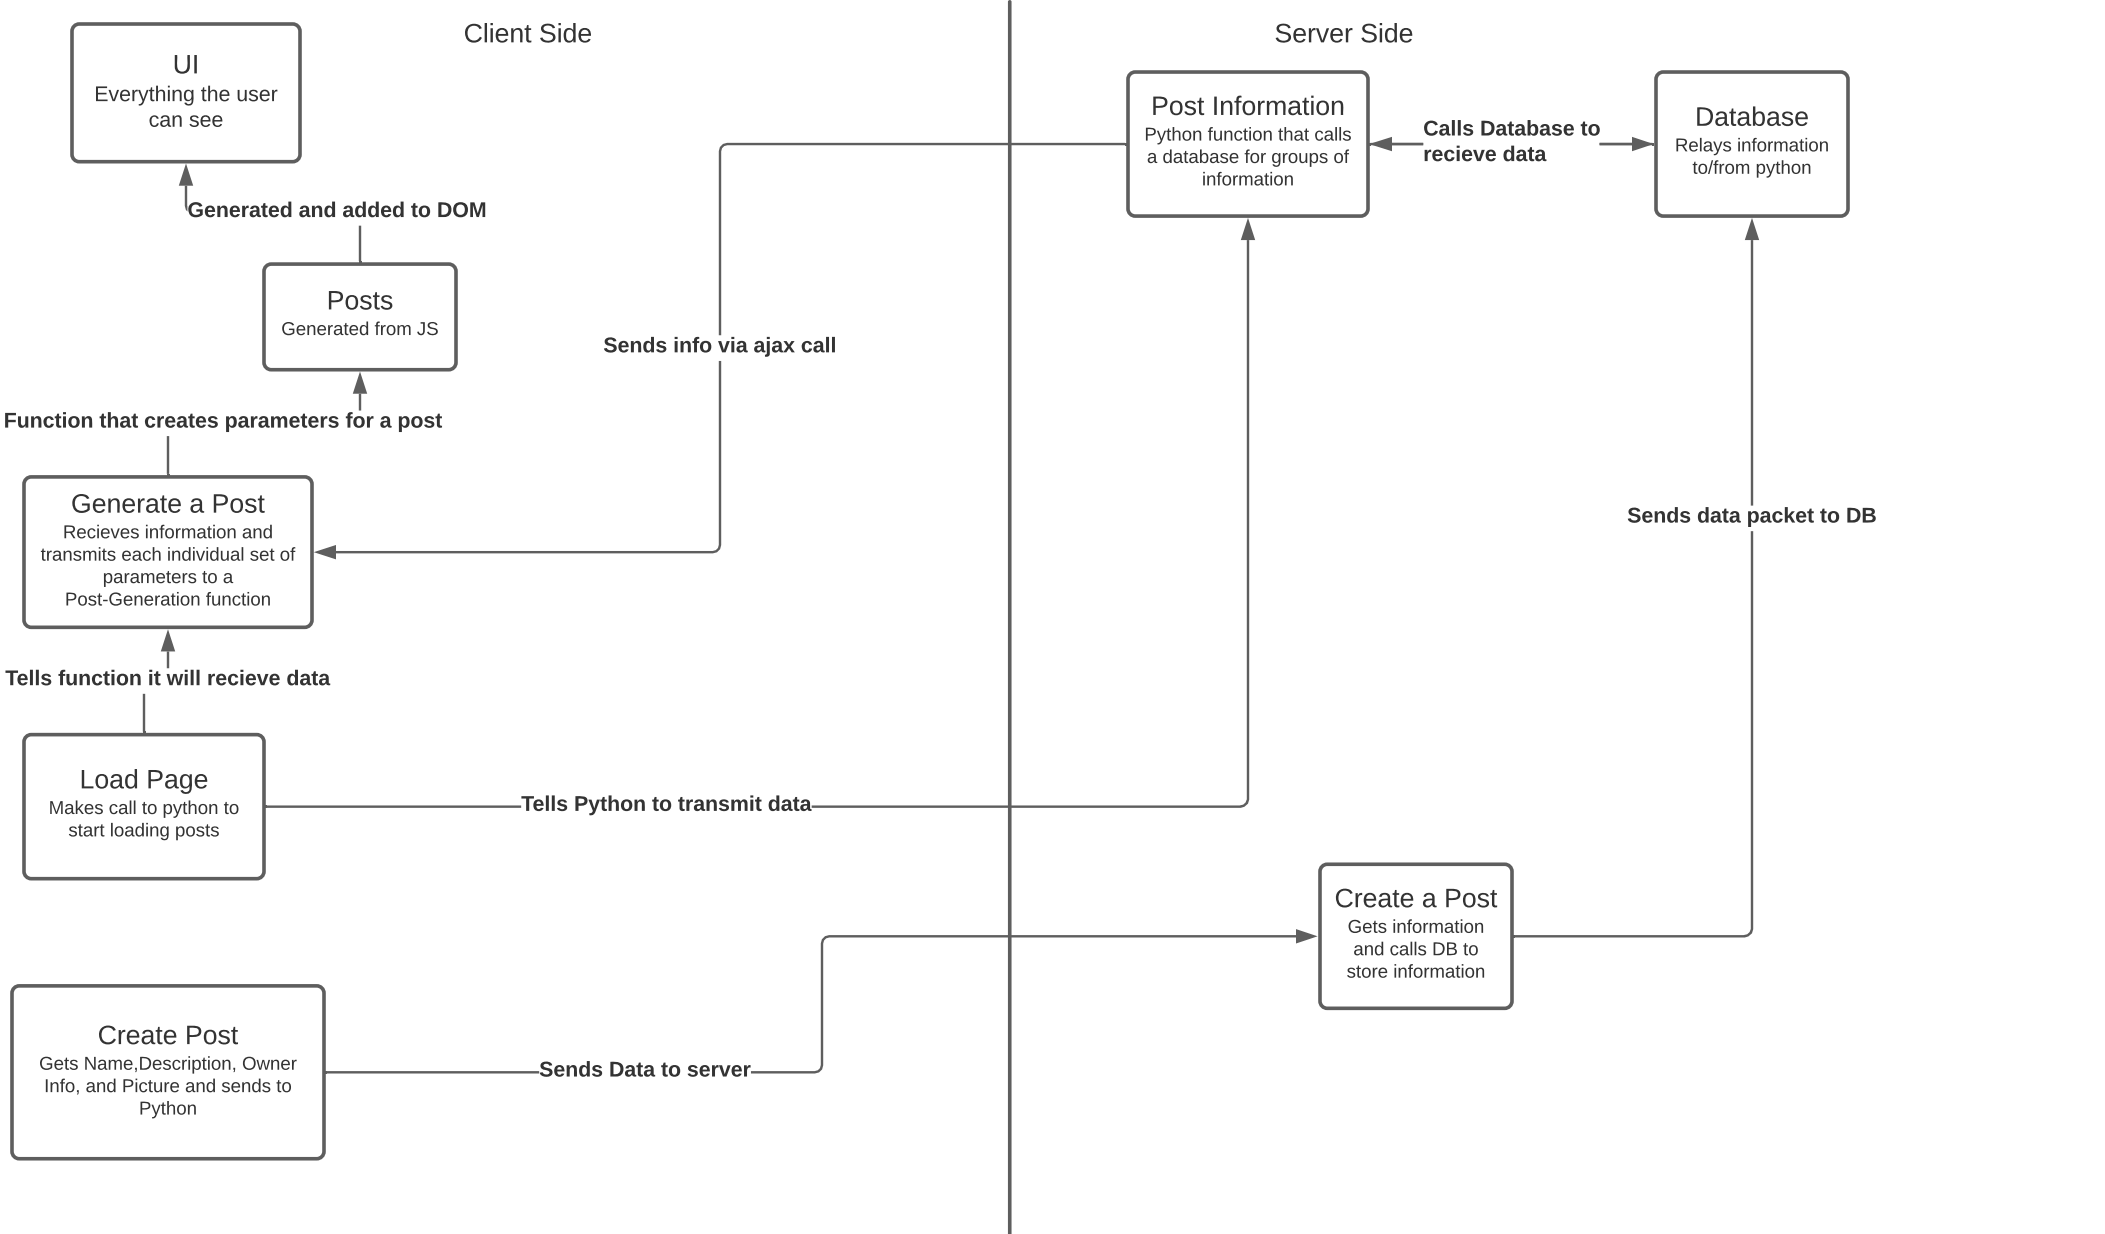 Client Side
Server Side
UI
Everything the user
can see
Generated and added to DOM
Posts
Generated from JS
Function that creates parameters for a post
Generate a Post
Recieves information and
transmits each individual set of
parameters to a
Post-Generation function
Tells function it will recieve data
Load Page
Makes call to python to
start loading posts
Create Post
Gets Name,Description, Owner
Info, and Picture and sends to
Python
Sends info via ajax call
Tells Python to transmit data
Sends Data to server
Post Information
Python function that calls
a database for groups of
information
Calls Database to
recieve data
Database
Relays information
to/from python
Sends data packet to DB
Create a Post
Gets information
and calls DB to
store information